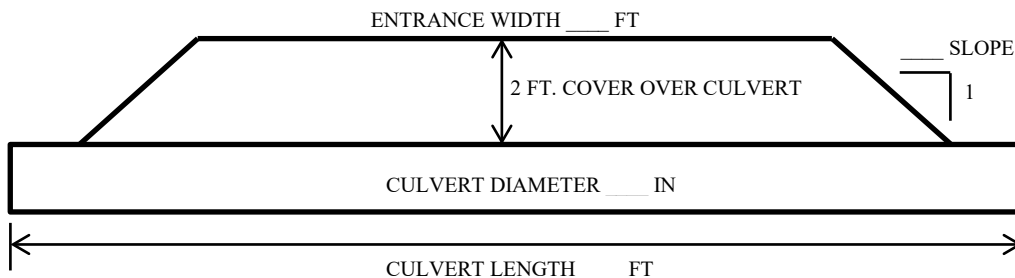 ENTRANCE WIDTH ____ FT
____ SLOPE
2 FT. COVER OVER CULVERT
1
CULVERT DIAMETER ____ IN
CULVERT LENGTH ____ FT